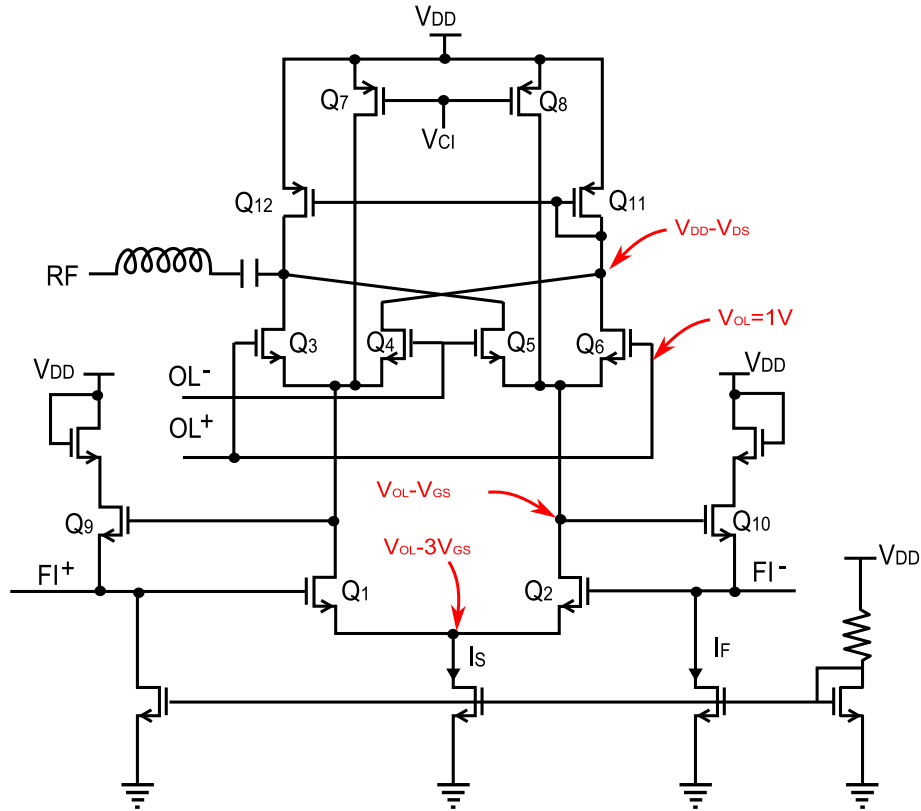 VDD
Q7
Q8
VCI
Q12
Q11
VDD-VDS
RF
Q3
Q4
Q5
Q6
VOL=1V
VDD
OL-
VDD
OL+
VOL-VGS
Q9
Q10
VOL-3VGS
FI+
Q1
Q2
FI-
VDD
IS
IF